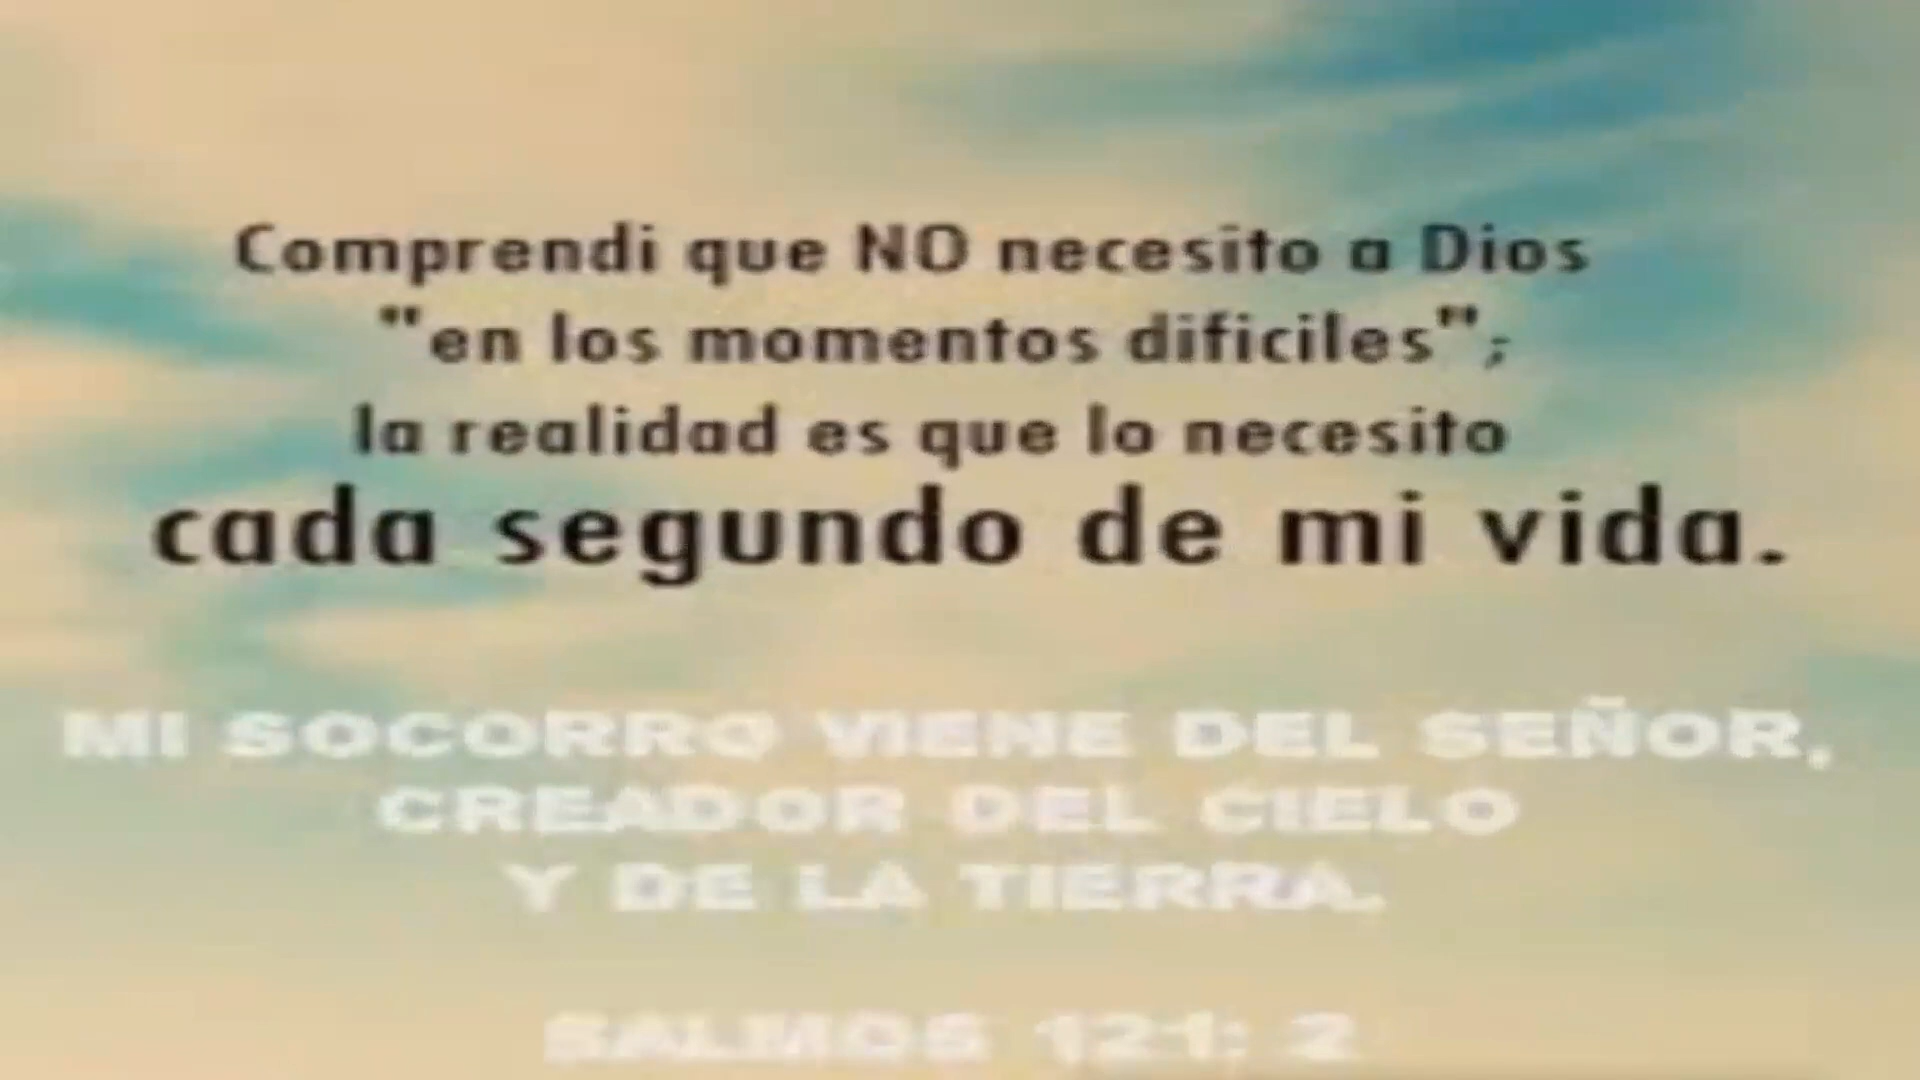 Comprendi que NO necesito a Dios
"en los momentos dificiles";
la realidad es que lo necesito
cada segundo de mi vida.
MI SOCORRO VIENE DEL SEÑOR,
CREADOR DEL CIELO
Y DE LA TIERRA.
SALMOS 121: 2